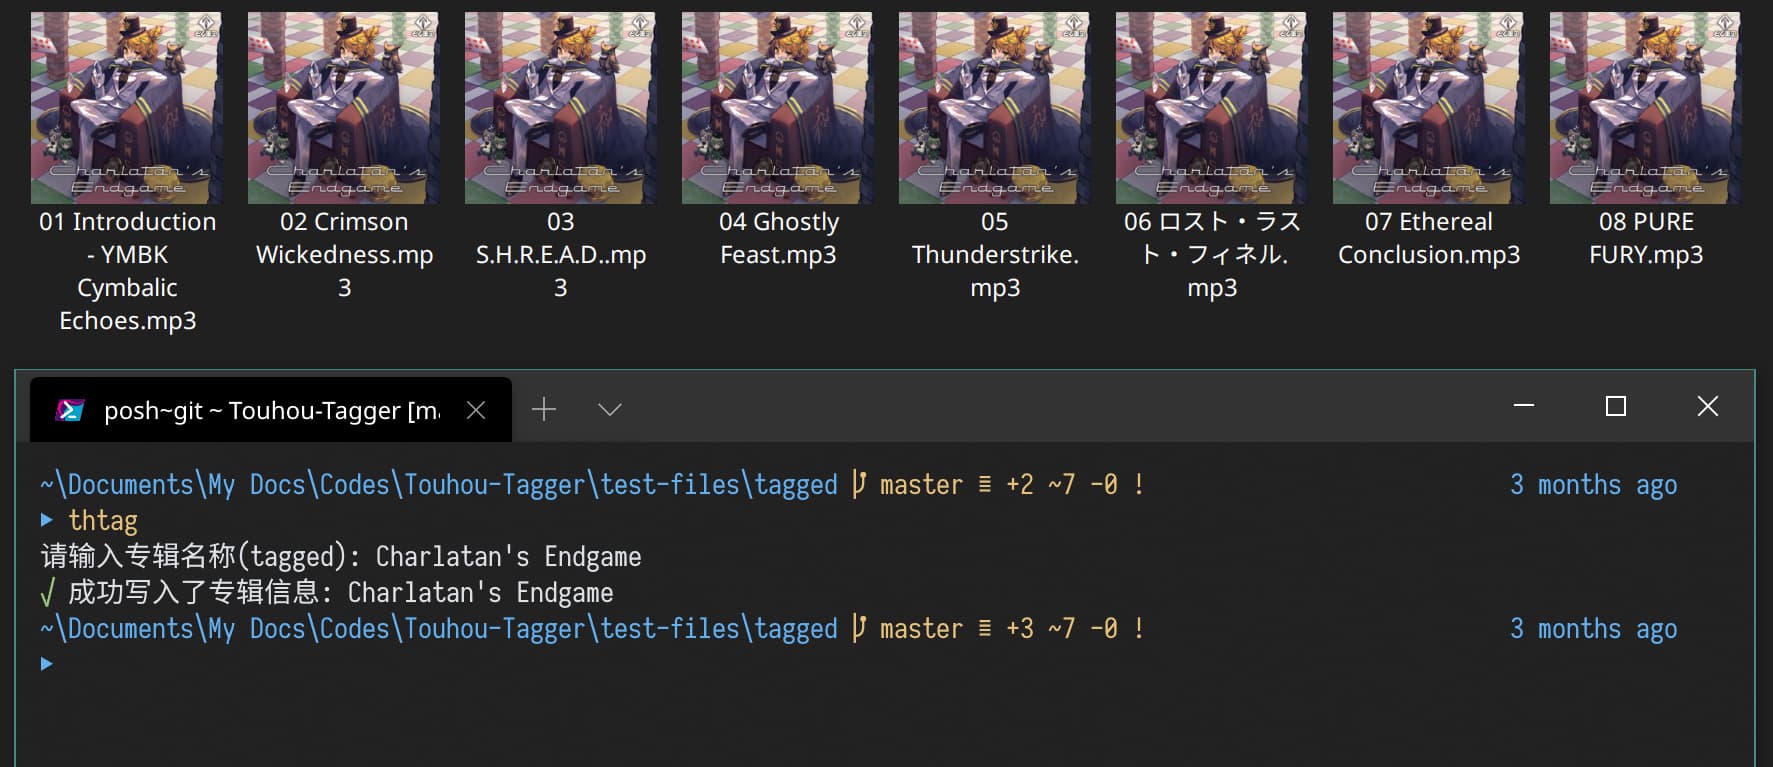 Charlatan's
Endgame
Charlatan's
Endgame
Charlatan's
Endgame
Charlatan's
Endgame
Charlatan's
Endgame
Charlatan's
Endgame
Charlatan's
Endgame
Charlatan's
Endgame
01 Introduction
- YMBK
Cymbalic
Echoes.mp3
02 Crimson
Wickedness.mp
3
03
S.H.R.E.A.D..mp
3
04 Ghostly
Feast.mp3
05
Thunderstrike.
mp3
06 ロスト・ラス
ト・フィネル.
mp3
07 Ethereal
Conclusion.mp3
08 PURE
FURY.mp3
posh~git ~ Touhou-Tagger [ma
~\Documents\My Docs\Codes\Touhou-Tagger\test-files\tagged master ≡ +2 ~7 -0 ! 3 months ago
thtag
请输入专辑名称(tagged): Charlatan's Endgame
√ 成功写入了专辑信息: Charlatan's Endgame
~\Documents\My Docs\Codes\Touhou-Tagger\test-files\tagged master ≡ +3 ~7 -0 ! 3 months ago